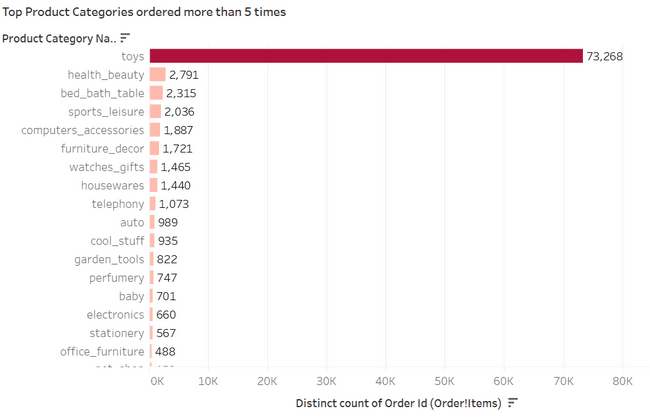 Top Product Categories ordered more than 5 times
Product Category Na..
toys 73,268
health_beauty 2,791
bed_bath_table 2,315
sports_leisure 2,036
computers_accessories 1,887
furniture_decor 1,721
watches_gifts 1,465
housewares 1,440
telephony 1,073
auto 989
cool_stuff 935
garden_tools 822
perfumery 747
baby 701
electronics 660
stationery 567
office_furniture 488
0K 10K 20K 30K 40K 50K 60K 70K 80K
Distinct count of Order Id (Order!Items)